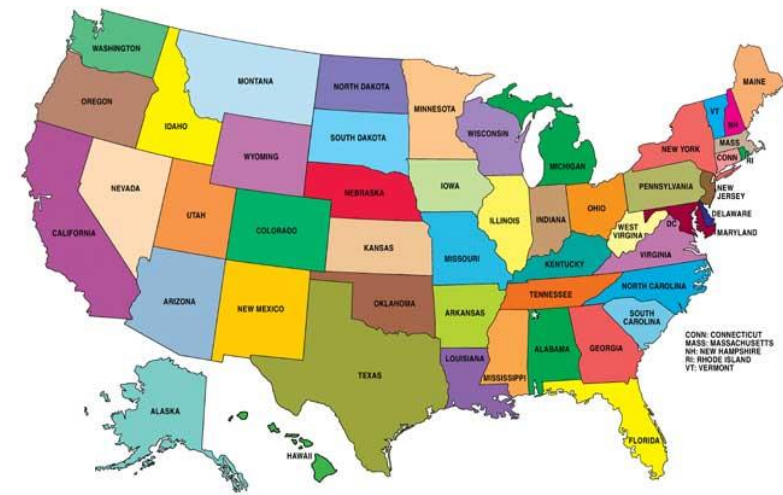 WASHINGTON
MONTANA
NORTH DAKOTA
MINNESOTA
MAINE
OREGON
IDAHO
WISCONSIN
VT
NH
SOUTH DAKOTA
WYOMING
MICHIGAN
NEW YORK
MASS
CONN
RI
NEVADA
NEBRASKA
IOWA
PENNSYLVANIA
NEW
JERSEY
UTAH
COLORADO
ILLINOIS
INDIANA
OHIO
DELAWARE
CALIFORNIA
KANSAS
MISSOURI
WEST
VIRGINIA
DC
MARYLAND
KENTUCKY
VIRGINIA
ARIZONA
NEW MEXICO
OKLAHOMA
ARKANSAS
TENNESSEE
NORTH CAROLINA
SOUTH
CAROLINA
TEXAS
LOUISIANA
MISSISSIPPI
ALABAMA
GEORGIA
CONN: CONNECTICUT
MASS: MASSACHUSETTS
NH: NEW HAMPSHIRE
RI: RHODE ISLAND
VT: VERMONT
ALASKA
HAWAII
FLORIDA